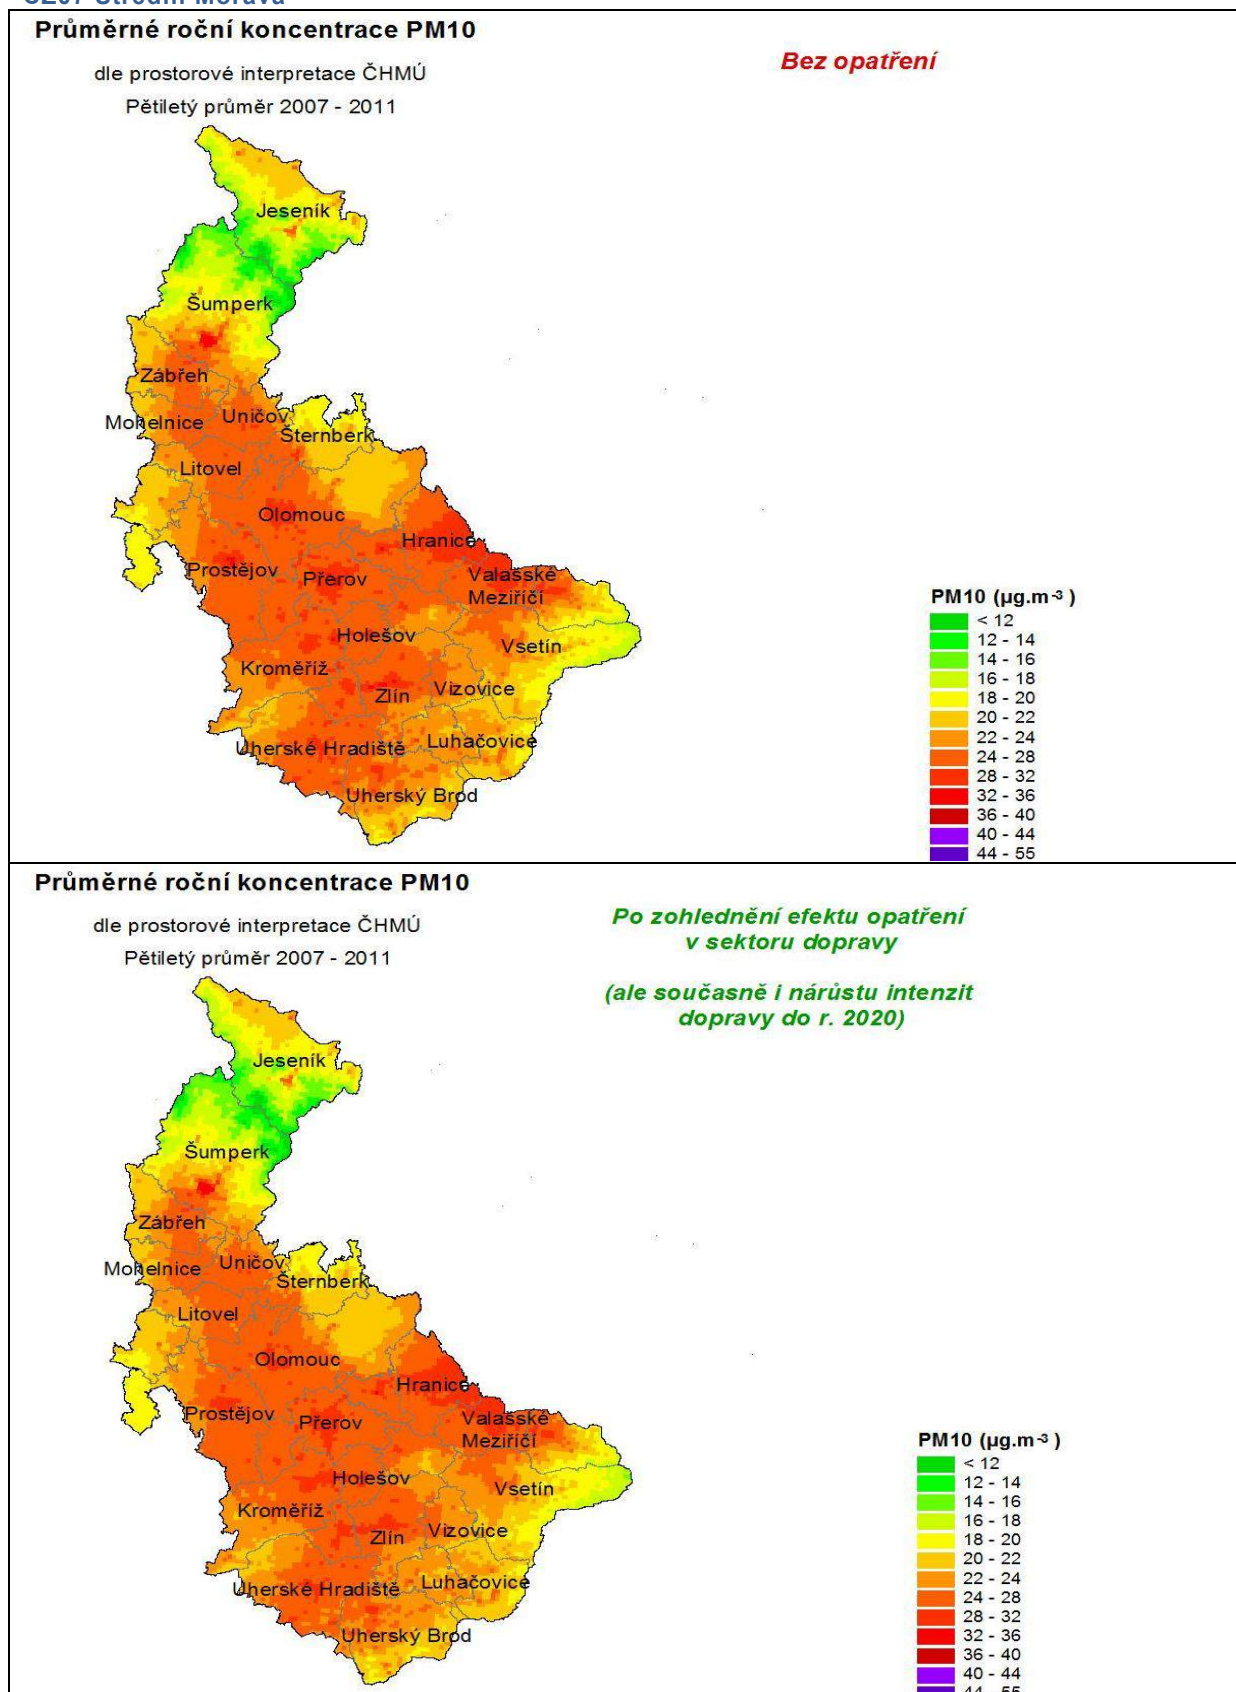 CZ07 Střední Morava
Průměrné roční koncentrace PM10
Bez opatření
dle prostorové interpretace ČHMÚ
Pětiletý průměr 2007 - 2011
Jeseník
Šumperk
Zábřeh
Mohelnice
Uničov
Šternberk
Litovel
Olomouc
Hranice
Prostějov
Přerov
Valašské
Meziříčí
Holešov
Vsetín
Kroměříž
Zlín
Vizovice
Uherské Hradiště
Luhačovice
Uherský Brod
PM10 (µg.m-3 )
< 12
12 - 14
14 - 16
16 - 18
18 - 20
20 - 22
22 - 24
24 - 28
28 - 32
32 - 36
36 - 40
40 - 44
44 - 55
Průměrné roční koncentrace PM10
dle prostorové interpretace ČHMÚ
Pětiletý průměr 2007 - 2011
Po zohlednění efektu opatření
v sektoru dopravy
(ale současně i nárůstu intenzit
dopravy do r. 2020)
Jeseník
Šumperk
Zábřeh
Mohelnice
Uničov
Šternberk
Litovel
Olomouc
Hranice
Prostějov
Přerov
Valašské
Meziříčí
Holešov
Vsetín
Kroměříž
Zlín
Vizovice
Uherské Hradiště
Luhačovice
Uherský Brod
PM10 (µg.m-3 )
< 12
12 - 14
14 - 16
16 - 18
18 - 20
20 - 22
22 - 24
24 - 28
28 - 32
32 - 36
36 - 40
40 - 44
44 - 55